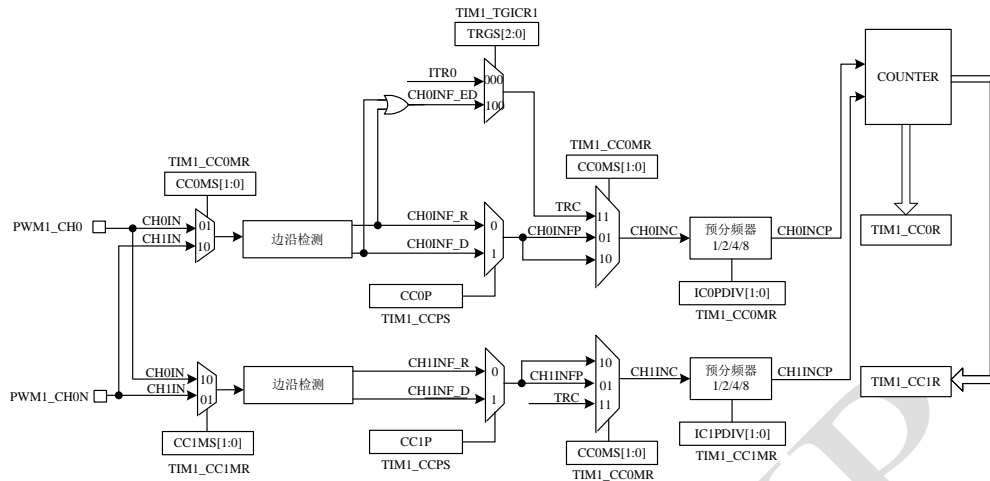 TIM1_TGICR1
TRGS[2:0]
ITR0
000
CH0INF_ED
100
COUNTER
TIM1_CC0MR
CC0MS[1:0]
TIM1_CC0MR
CC0MS[1:0]
PWM1_CH0
CH0IN
01
CH1IN
10
边沿检测
CH0INF_R
0
CH0INF_D
1
CH0INFP
TRC
11
01
10
CH0INC
预分频器
1/2/4/8
CH0INCP
TIM1_CC0R
CC0P
TIM1_CCPS
IC0PDIV[1:0]
TIM1_CC0MR
PWM1_CH0N
CH0IN
10
CH1IN
01
边沿检测
CH1INF_R
0
CH1INF_D
1
CH1INFP
TRC
10
01
11
CH1INC
预分频器
1/2/4/8
CH1INCP
TIM1_CC1R
CC1MS[1:0]
TIM1_CC1MR
CC1P
TIM1_CCPS
CC0MS[1:0]
TIM1_CC0MR
IC1PDIV[1:0]
TIM1_CC1MR